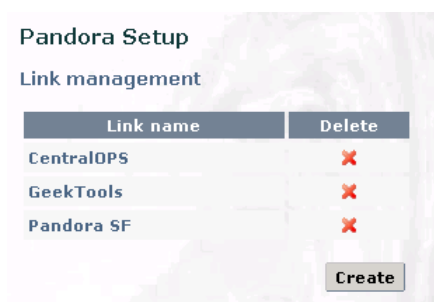 Pandora Setup
Link management
Link name Delete
CentralOPS
GeekTools
Pandora SF
Create